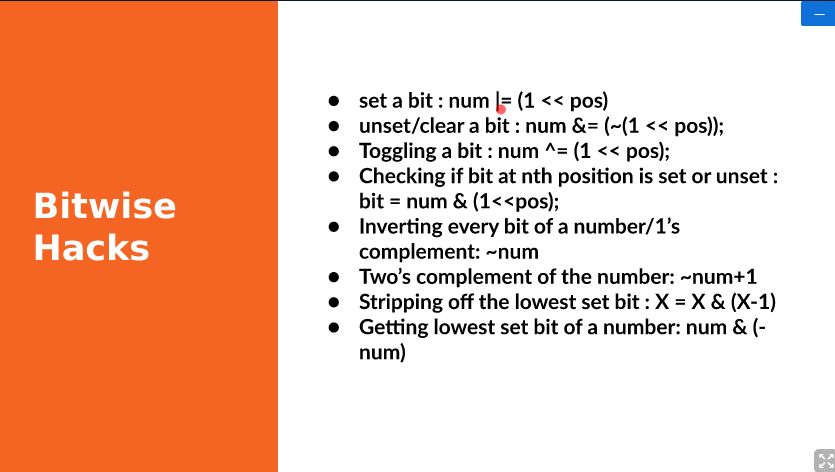 Bitwise
Hacks
● set a bit : num |= (1 << pos)
● unset/clear a bit : num &= (~(1 << pos));
● Toggling a bit : num ^= (1 << pos);
● Checking if bit at nth position is set or unset :
bit = num & (1<<pos);
● Inverting every bit of a number/1’s
complement: ~num
● Two’s complement of the number: ~num+1
● Stripping off the lowest set bit : X = X & (X-1)
● Getting lowest set bit of a number: num & (-
num)